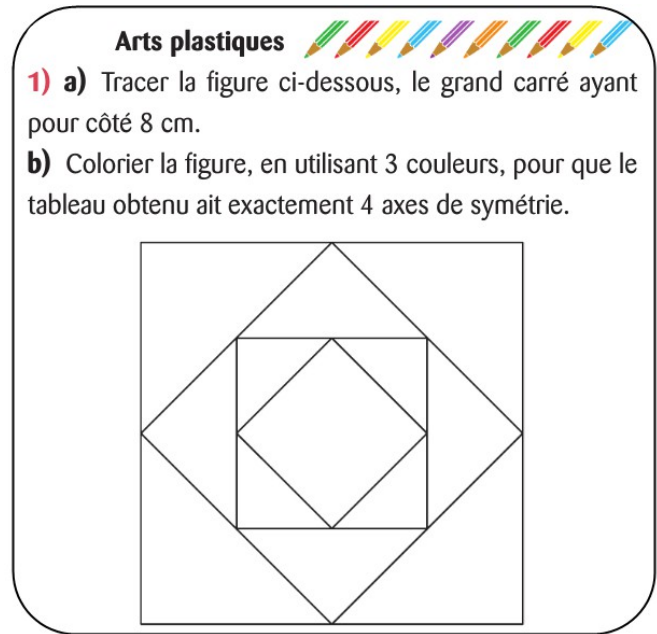 Arts plastiques
1) a) Tracer la figure ci-dessous, le grand carré ayant
pour côté 8 cm.
b) Colorier la figure, en utilisant 3 couleurs, pour que le
tableau obtenu ait exactement 4 axes de symétrie.